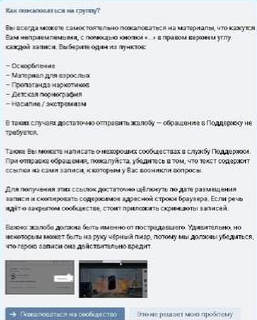 Как пожаловаться на группу?
Вы всегда можете самостоятельно пожаловаться на материалы, что кажутся
Вам неприемлемыми, с помощью кнопки «...» в правом верхнем углу
каждой записи. Выберите один из пунктов:
– Оскорбление
– Материал для взрослых
– Пропаганда наркотиков
– Детская порнография
– Насилие / экстремизм
В таких случаях достаточно отправить жалобу — обращение в Поддержку не
требуется.
Также Вы можете написать о нехороших сообществах в службу Поддержки.
При отправке обращения, пожалуйста, убедитесь в том, что текст содержит
ссылки на сами записи, к которым у Вас возникли вопросы.
Для получения этих ссылок достаточно щёлкнуть по дате размещения
записи и скопировать содержимое адресной строки браузера. Если речь
идёт о закрытом сообществе, стоит приложить скриншоты записей.
Важно: жалоба должна быть именно от пострадавшего. Удивительно, но
некоторым может быть на руку чёрный пиар, потому мы должны убедиться,
что герою записи она действительно вредит.
Пожаловаться на сообщество
Это не решает мою проблему